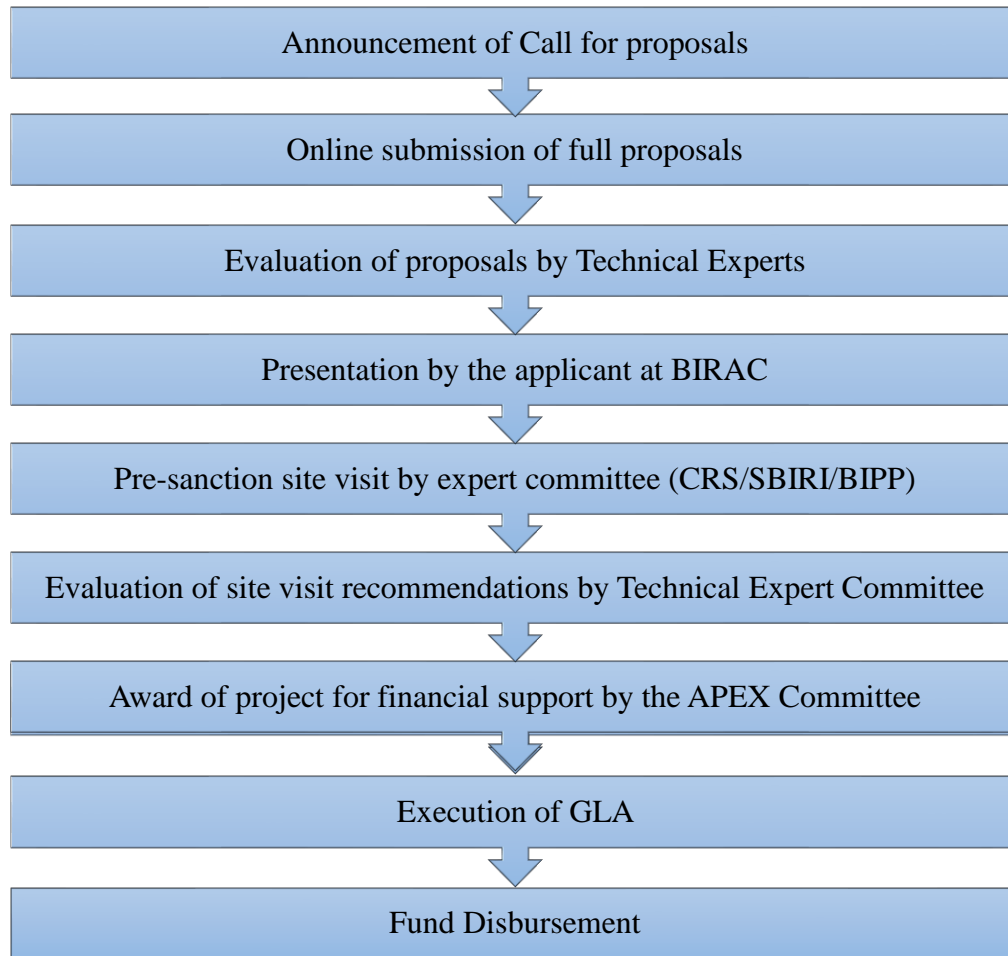 Announcement of Call for proposals
Online submission of full proposals
Evaluation of proposals by Technical Experts
Presentation by the applicant at BIRAC
Pre-sanction site visit by expert committee (CRS/SBIRI/BIPP)
Evaluation of site visit recommendations by Technical Expert Committee
Award of project for financial support by the APEX Committee
Execution of GLA
Fund Disbursement